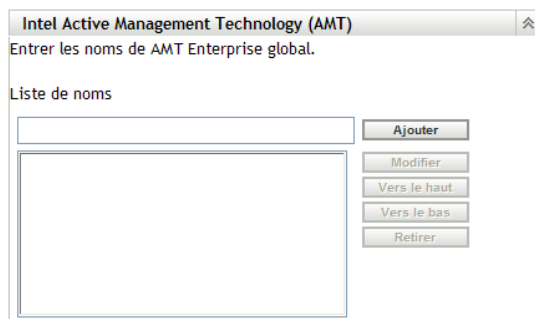 Intel Active Management Technology (AMT)
Entrer les noms de AMT Enterprise global.
Liste de noms
Ajouter
Modifier
Vers le haut
Vers le bas
Retirer